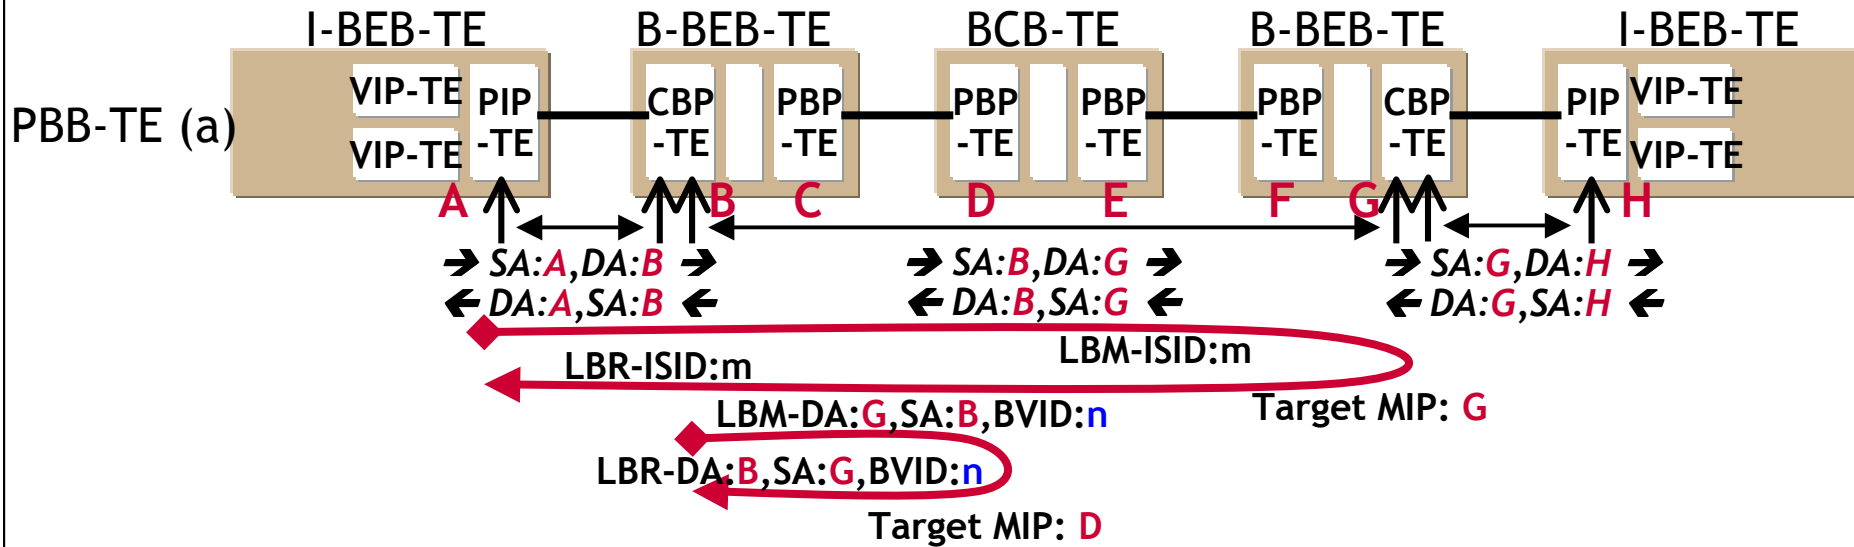 I-BEB-TE B-BEB-TE BCB-TE B-BEB-TE I-BEB-TE
PBB-TE (a)
VIP-TE
VIP-TE
PIP
-TE
CBP
-TE
PBP
-TE
PBP
-TE
PBP
-TE
PBP
-TE
CBP
-TE
PIP
-TE
VIP-TE
VIP-TE
A B C D E F G H
SA:A,DA:B SA:B,DA:G SA:G,DA:H
DA:A,SA:B DA:B,SA:G DA:G,SA:H
LBM-ISID:m
LBR-ISID:m
Target MIP: G
LBM-DA:G,SA:B,BVID:n
LBR-DA:B,SA:G,BVID:n
Target MIP: D